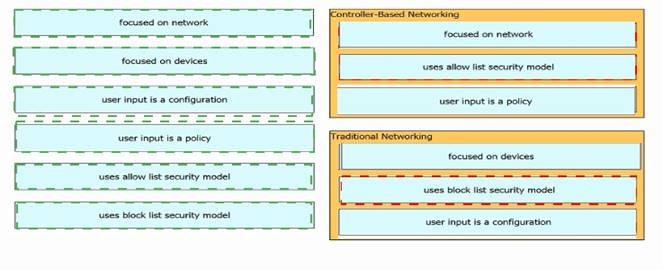 focused on network
focused on devices
user input is a configuration
user input is a policy
uses allow list security model
uses block list security model
Controller-Based Networking
focused on network
uses allow list security model
user input is a policy
Traditional Networking
focused on devices
uses block list security model
user input is a configuration